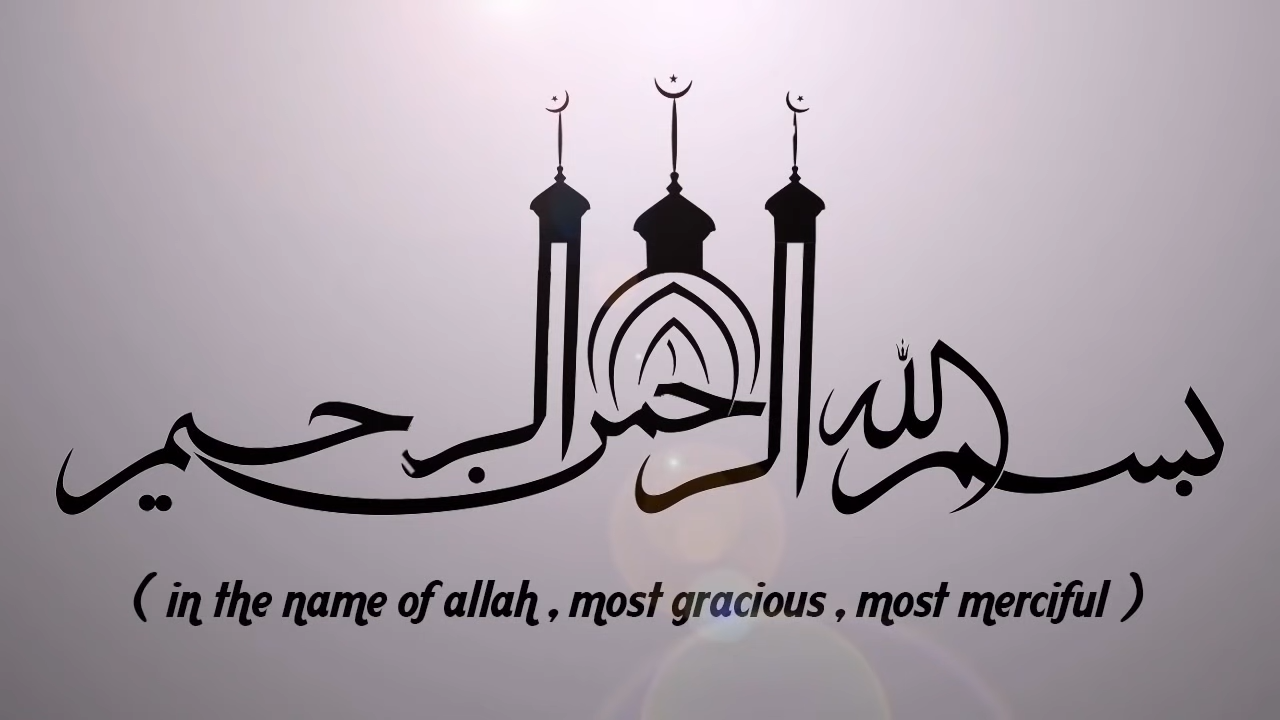 بسم الله الرحمن الرحيم
( in the name of allah , most gracious , most merciful )